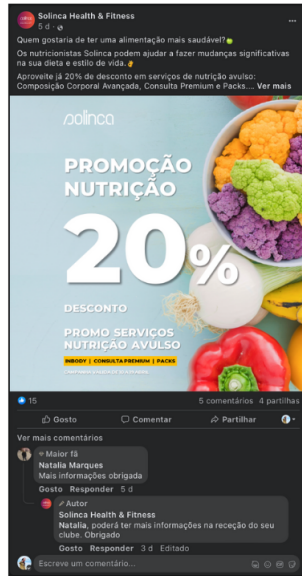 Solinca Health & Fitness
5 d
Quem gostaria de ter uma alimentação mais saudável?
Os nutricionistas Solinca podem ajudar a fazer mudanças significativas
na sua dieta e estilo de vida.
Aproveite já 20% de desconto em serviços de nutrição avulso:
Composição Corporal Avançada, Consulta Premium e Packs.... Ver mais
solinca
PROMOÇÃO
NUTRIÇÃO
20%
DESCONTO
PROMO SERVIÇOS
NUTRIÇÃO AVULSO
INBODY | CONSULTA PREMIUM | PACKS
15
5 comentários 4 partilhas
Gosto Comentar Partilhar
Ver mais comentários
Maior fã
Natalia Marques
Mais informações obrigada
Gosto Responder 5 d
Autor
Solinca Health & Fitness
Natalia, poderá ter mais informações na receção do seu
clube. Obrigado
Gosto Responder 3 d Editado
Escreve um comentário...